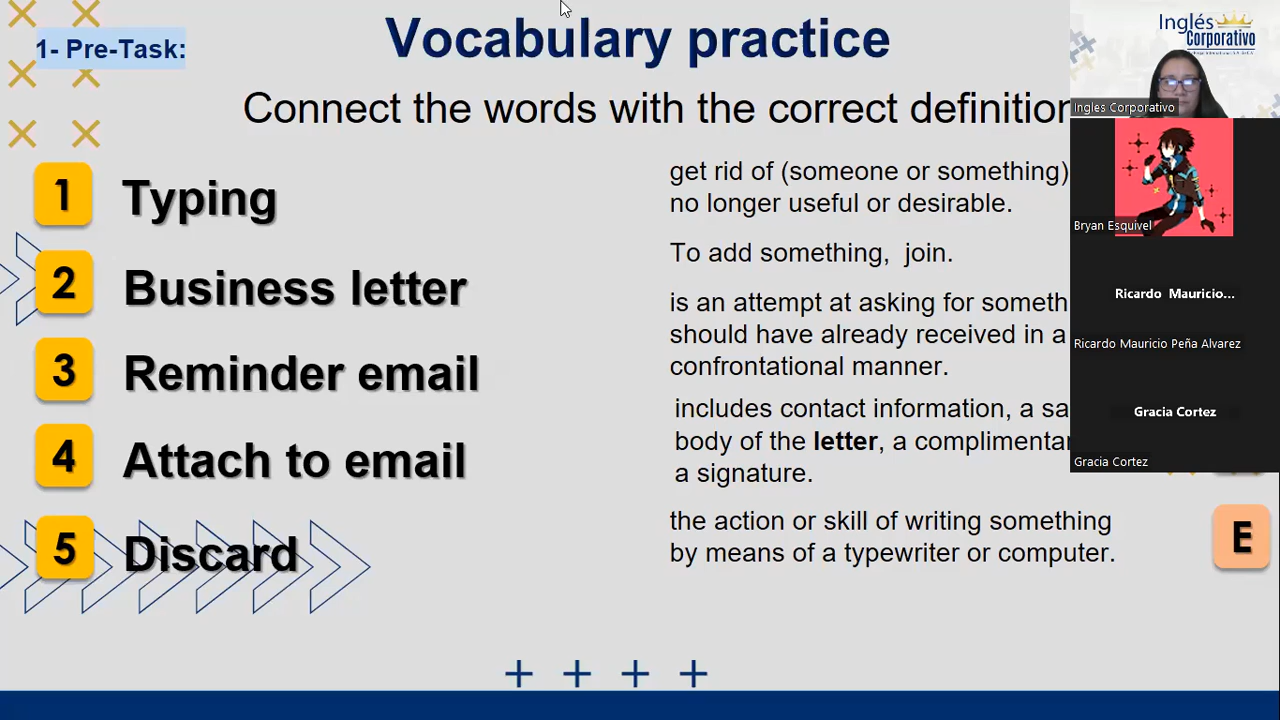 1- Pre-Task:
Vocabulary practice
Connect the words with the correct definition
1 Typing
2 Business letter
3 Reminder email
4 Attach to email
5 Discard
get rid of (someone or something)
no longer useful or desirable.
To add something, join.
is an attempt at asking for
should have already received in a
confrontational manner.
includes contact information, a
body of the letter, a
a signature.
the action or skill of writing something
by means of a typewriter or computer.
E
Inglés
Corporativo
Ingles Corporativo
Bryan Esquivel
Ricardo Mauricio...
Ricardo Mauricio Peña Alvarez
Gracia Cortez
Gracia Cortez